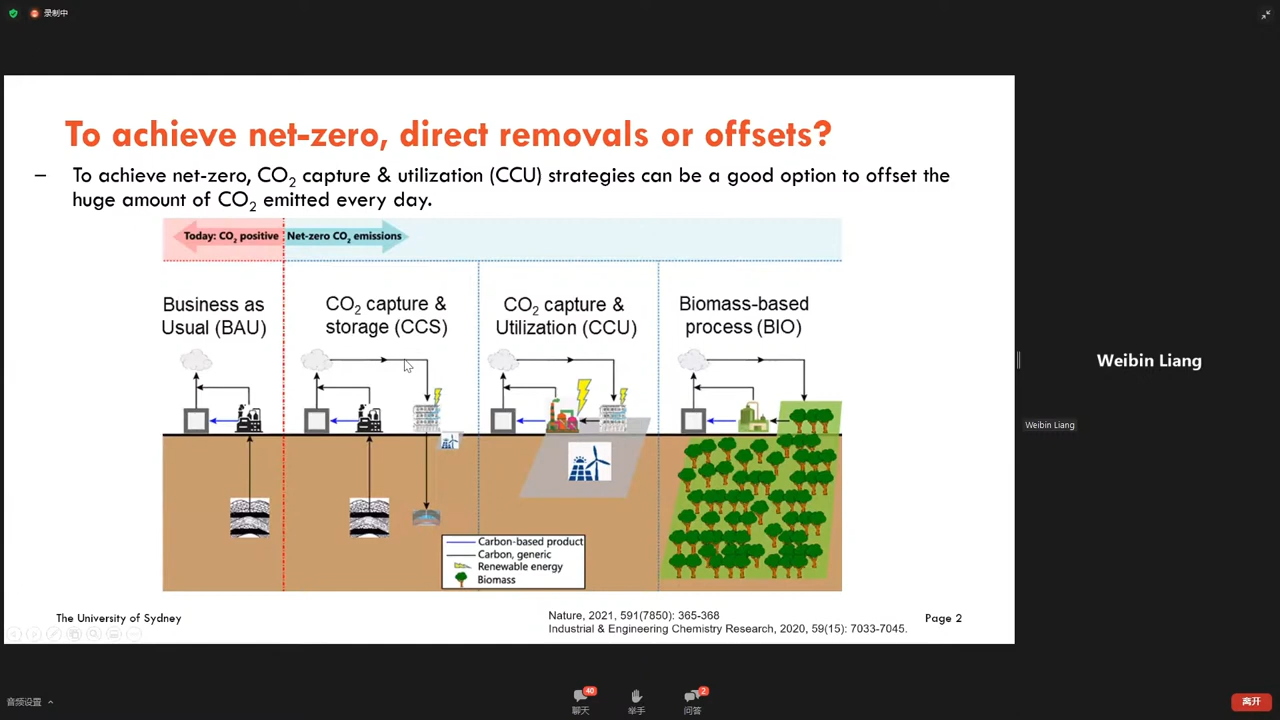 录制中
To achieve net-zero, direct removals or offsets?
– To achieve net-zero, CO2 capture & utilization (CCU) strategies can be a good option to offset the
huge amount of CO2 emitted every day.
Today: CO2 positive
Net-zero CO2 emissions
Business as
Usual (BAU)
CO2 capture &
storage (CCS)
CO2 capture &
Utilization (CCU)
Biomass-based
process (BIO)
Carbon-based product
Carbon, generic
Renewable energy
Biomass
The University of Sydney
Nature, 2021, 591(7850): 365-368
Industrial & Engineering Chemistry Research, 2020, 59(15): 7033-7045.
Page 2
Weibin Liang
Weibin Liang
音频设置
40
聊天
举手
2
问答
离开